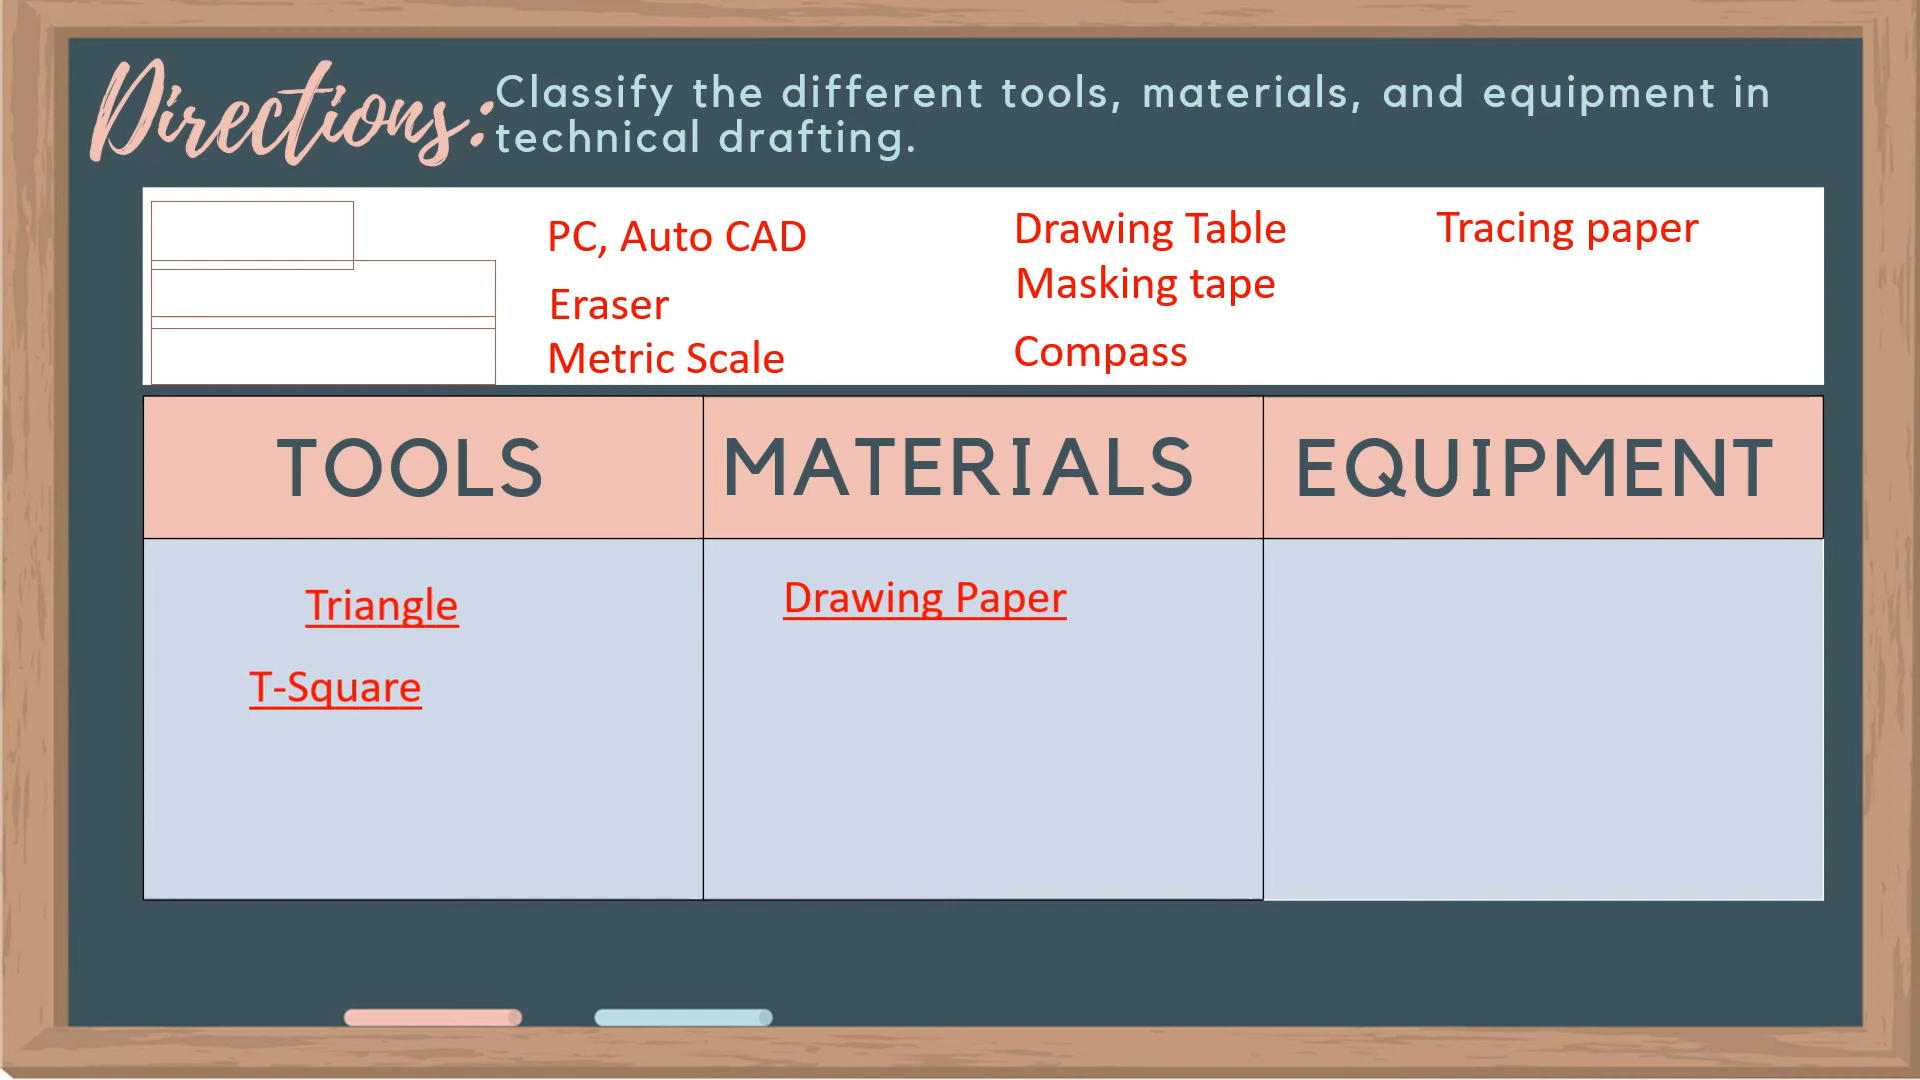 Directions:
Classify the different tools, materials, and equipment in
technical drafting.
PC, Auto CAD
Drawing Table
Tracing paper
Eraser
Masking tape
Metric Scale
Compass
TOOLS
MATERIALS
EQUIPMENT
Triangle
Drawing Paper
T-Square